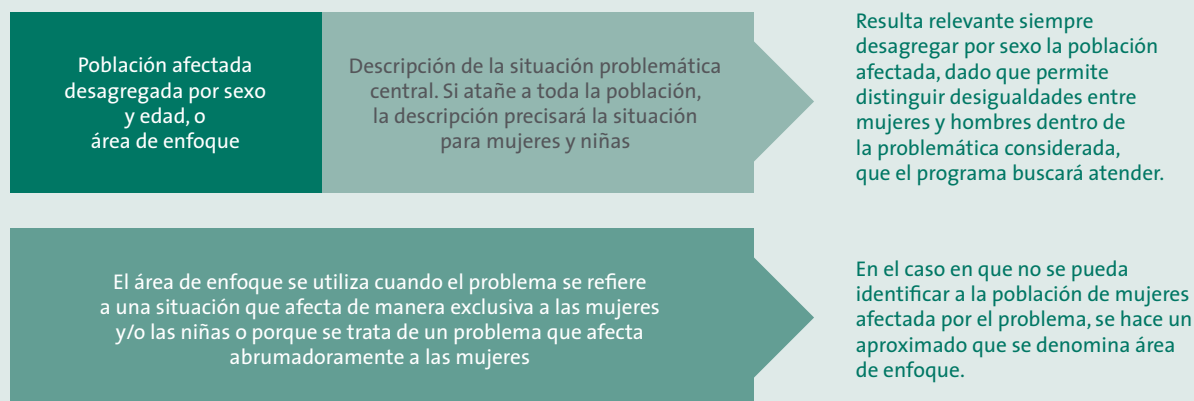 Población afectada
desagregada por sexo
y edad, o
área de enfoque
Descripción de la situación problemática
central. Si atañe a toda la población,
la descripción precisará la situación
para mujeres y niñas
Resulta relevante siempre
desagregar por sexo la población
afectada, dado que permite
distinguir desigualdades entre
mujeres y hombres dentro de
la problemática considerada,
que el programa buscará atender.
El área de enfoque se utiliza cuando el problema se refiere
a una situación que afecta de manera exclusiva a las mujeres
y/o las niñas o porque se trata de un problema que afecta
abrumadoramente a las mujeres
En el caso en que no se pueda
identificar a la población de mujeres
afectada por el problema, se hace un
aproximado que se denomina área
de enfoque.